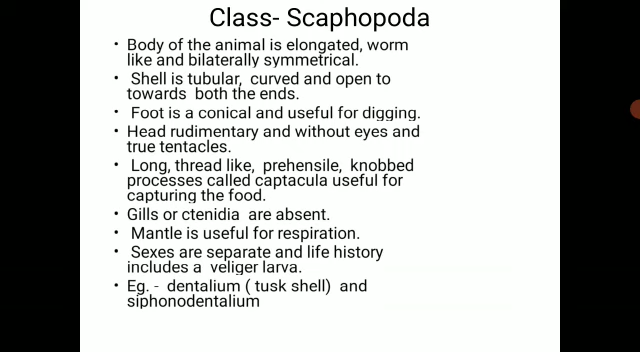 Class- Scaphopoda
• Body of the animal is elongated, worm
like and bilaterally symmetrical.
• Shell is tubular, curved and open to
towards both the ends.
• Foot is a conical and useful for digging.
• Head rudimentary and without eyes and
true tentacles.
• Long, thread like, prehensile, knobbed
processes called captacula useful for
capturing the food.
• Gills or ctenidia are absent.
• Mantle is useful for respiration.
• Sexes are separate and life history
includes a veliger larva.
• Eg. - dentalium ( tusk shell) and
siphonodentalium